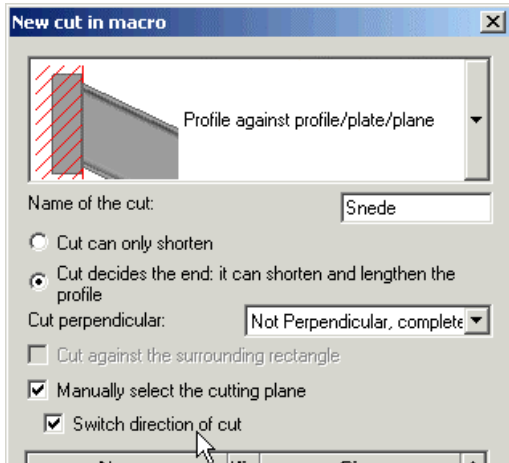 New cut in macro
Profile against profile/plate/plane
Name of the cut:
Snede
Cut can only shorten
Cut decides the end: it can shorten and lengthen the
profile
Cut perpendicular:
Not Perpendicular, complete
Cut against the surrounding rectangle
Manually select the cutting plane
Switch direction of cut